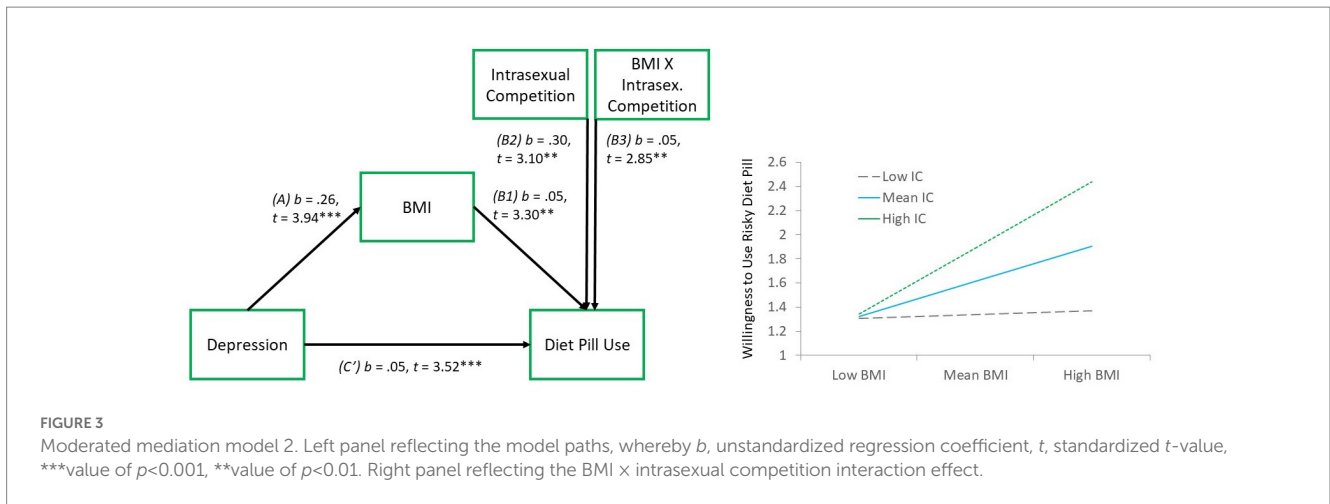 Intrasexual
Competition
BMI X
Intrasex.
Competition
(B2) b = .30,
t = 3.10**
(B3) b = .05,
t = 2.85**
(A) b = .26,
t = 3.94***
BMI
(B1) b = .05,
t = 3.30**
Depression
Diet Pill Use
(C') b = .05, t = 3.52***
Willingness to Use Risky Diet Pill
2.6
2.4
2.2
2
1.8
1.6
1.4
1.2
1
Low IC
Mean IC
High IC
Low BMI
Mean BMI
High BMI
FIGURE 3
Moderated mediation model 2. Left panel reflecting the model paths, whereby b, unstandardized regression coefficient, t, standardized t-value,
***value of p<0.001, **value of p<0.01. Right panel reflecting the BMI × intrasexual competition interaction effect.